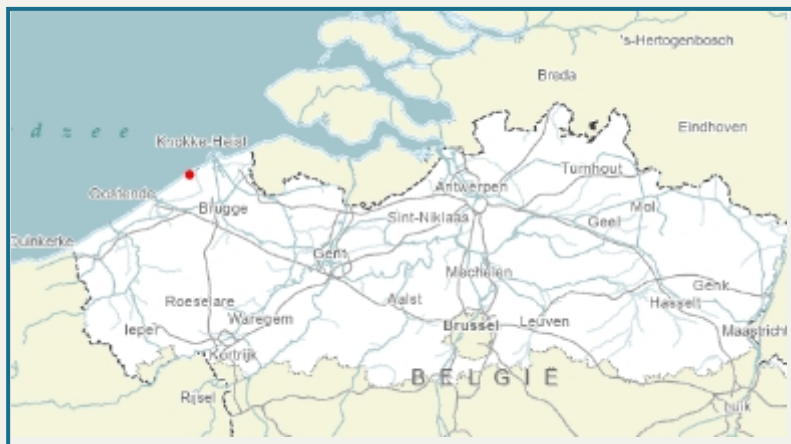 's-Hertogenbosch
Breda
Eindhoven
d z e e
Knokke-Heist
Turnhout
Antwerpen
Oostende
Brugge
Mol
Sint-Niklaas
Geel
Duinkerke
Gent
Mechelen
Genk
Roeselare
Aalst
Hasselt
Ieper
Waregem
Brussel
Leuven
Maastricht
Kortrijk
BELGIË
Rijsel
Luik